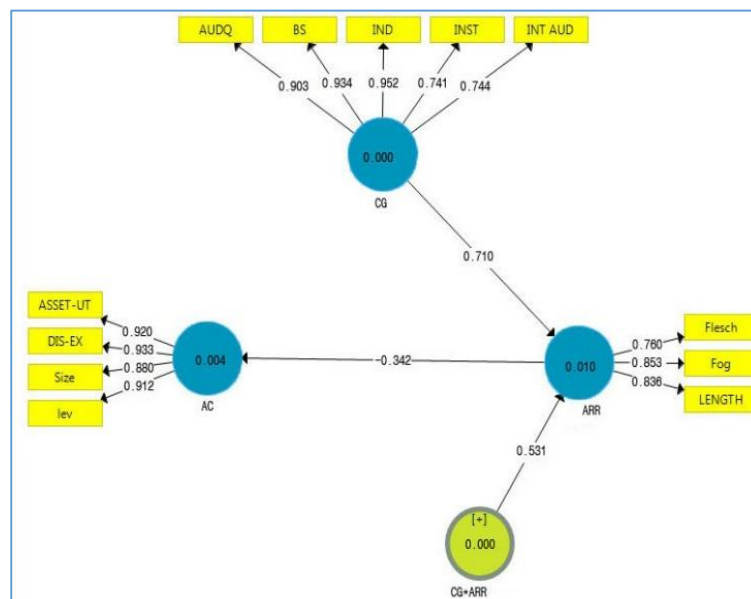 AUDQ
BS
IND
INST
INT AUD
0.903
0.934
0.952
0.741
0.744
0.000
CG
0.710
ASSET-UT
DIS-EX
Size
lev
0.920
0.933
0.880
0.912
0.004
AC
-0.342
0.010
ARR
0.760
0.853
0.836
Flesch
Fog
LENGTH
0.531
[+]
0.000
CG*ARR